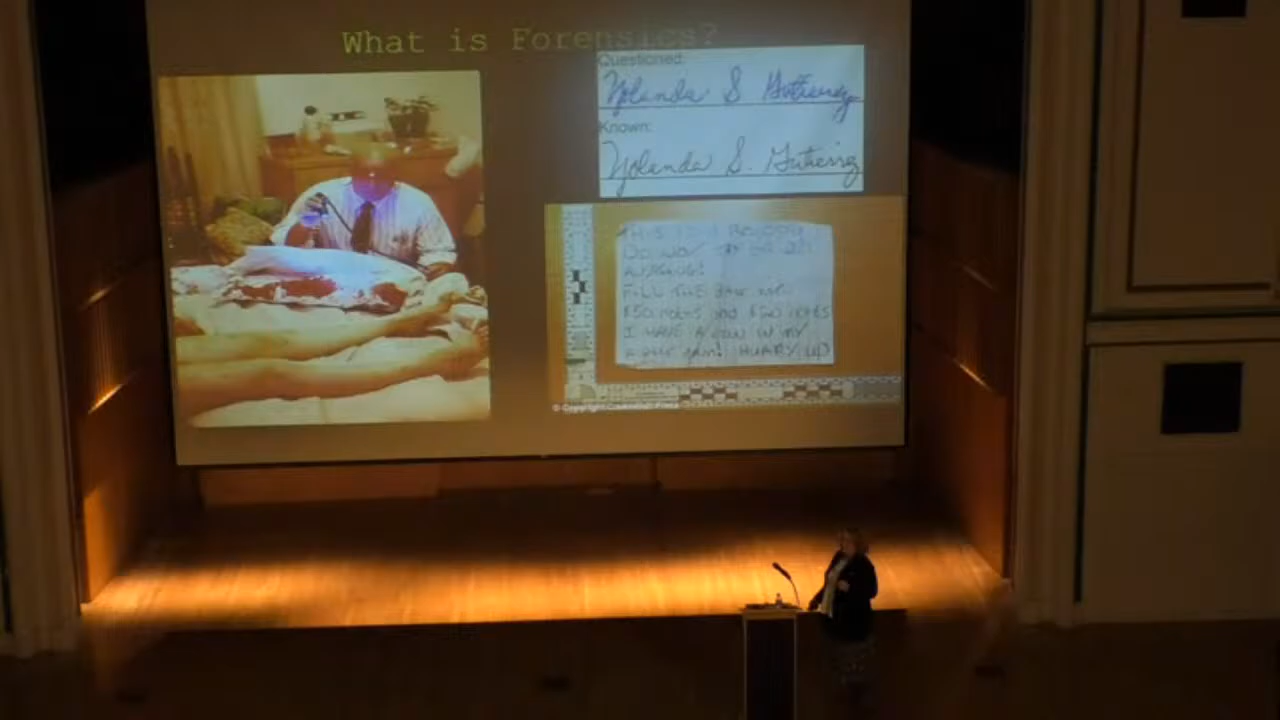 What is Forensics?
Questioned:
Yolanda S Gutierrez
Known:
Yolanda S. Gutierrez
THIS IS A ROBBERY
DO NOT
FILL THE BAG with
$50 notes and $20 notes
I HAVE A GUN IN MY
HURRY UP
© Copyright